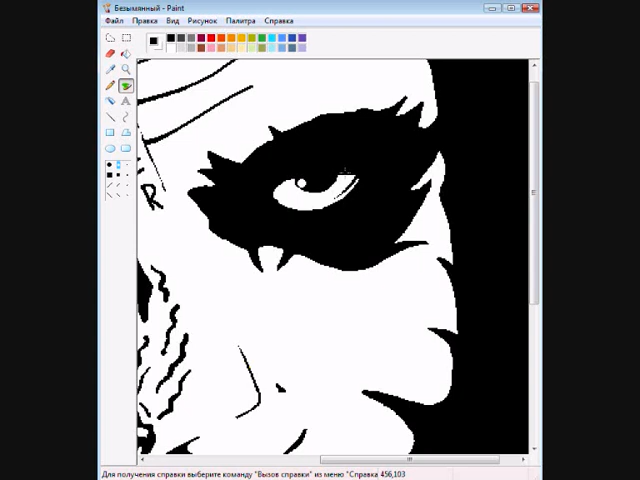 Безымянный - Paint
Файл Правка Вид Рисунок Палитра Справка
A
R
Для получения справки выберите команду "Вызов справки" из меню "Справка 456,103